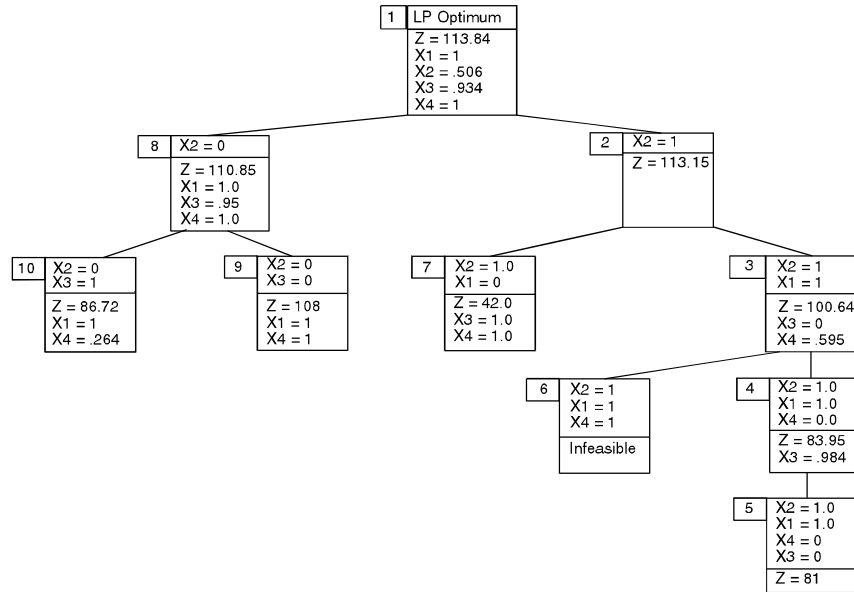 1 LP Optimum
Z = 113.84
X1 = 1
X2 = .506
X3 = .934
X4 = 1
8 X2 = 0
Z = 110.85
X1 = 1.0
X3 = .95
X4 = 1.0
2 X2 = 1
Z = 113.15
10 X2 = 0
X3 = 1
Z = 86.72
X1 = 1
X4 = .264
9 X2 = 0
X3 = 0
Z = 108
X1 = 1
X4 = 1
7 X2 = 1.0
X1 = 0
Z = 42.0
X3 = 1.0
X4 = 1.0
3 X2 = 1
X1 = 1
Z = 100.64
X3 = 0
X4 = .595
6 X2 = 1
X1 = 1
X4 = 1
Infeasible
4 X2 = 1.0
X1 = 1.0
X4 = 0.0
Z = 83.95
X3 = .984
5 X2 = 1.0
X1 = 1.0
X4 = 0
X3 = 0
Z = 81